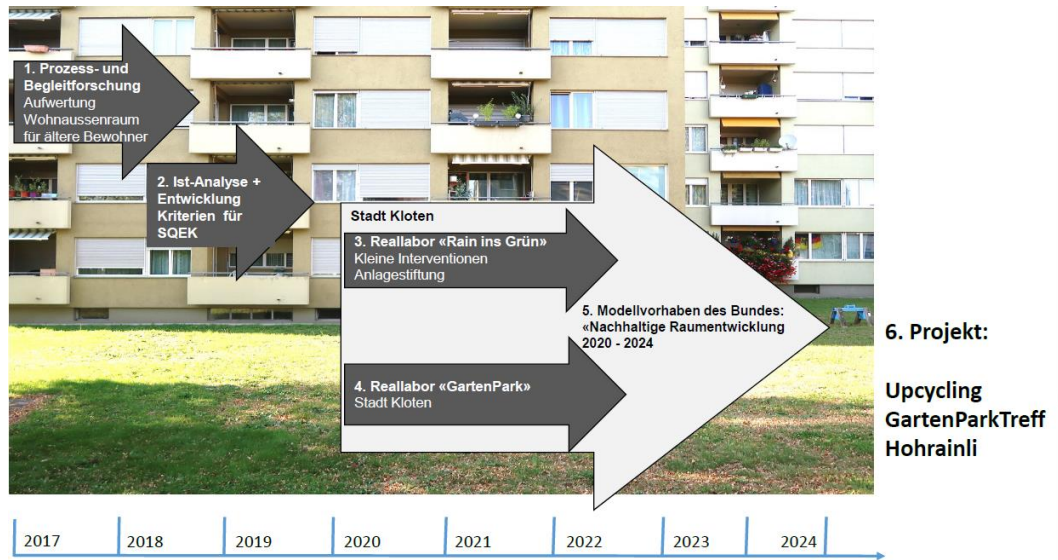 1. Prozess- und
Begleitforschung
Aufwertung
Wohnaussenraum
für ältere Bewohner
2. Ist-Analyse +
Entwicklung
Kriterien für
SQEK
Stadt Kloten
3. Reallabor «Rain ins Grün»
Kleine Interventionen
Anlagestiftung
4. Reallabor «GartenPark»
Stadt Kloten
5. Modellvorhaben des Bundes:
«Nachhaltige Raumentwicklung
2020 - 2024
6. Projekt:
Upcycling
GartenParkTreff
Hohrainli
2017 2018 2019 2020 2021 2022 2023 2024